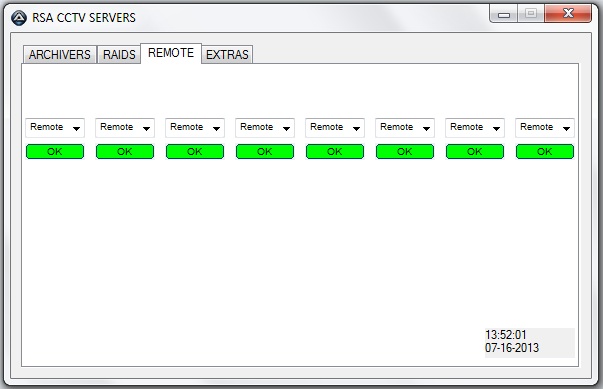 RSA CCTV SERVERS
ARCHIVERS RAIDS REMOTE EXTRAS
Remote Remote Remote Remote Remote Remote Remote Remote
OK OK OK OK OK OK OK OK
13:52:01
07-16-2013